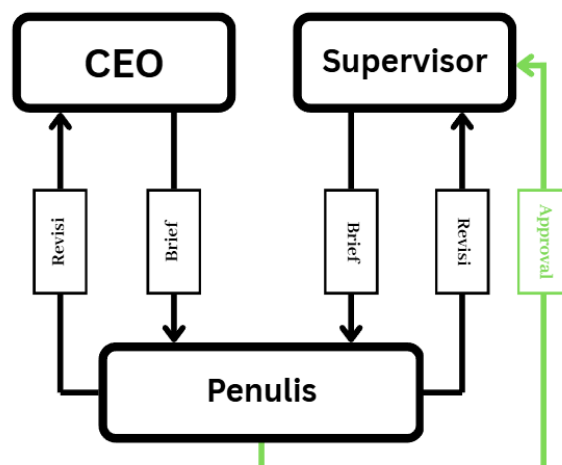 CEO
Supervisor
Revisi
Brief
Brief
Revisi
Approval
Penulis